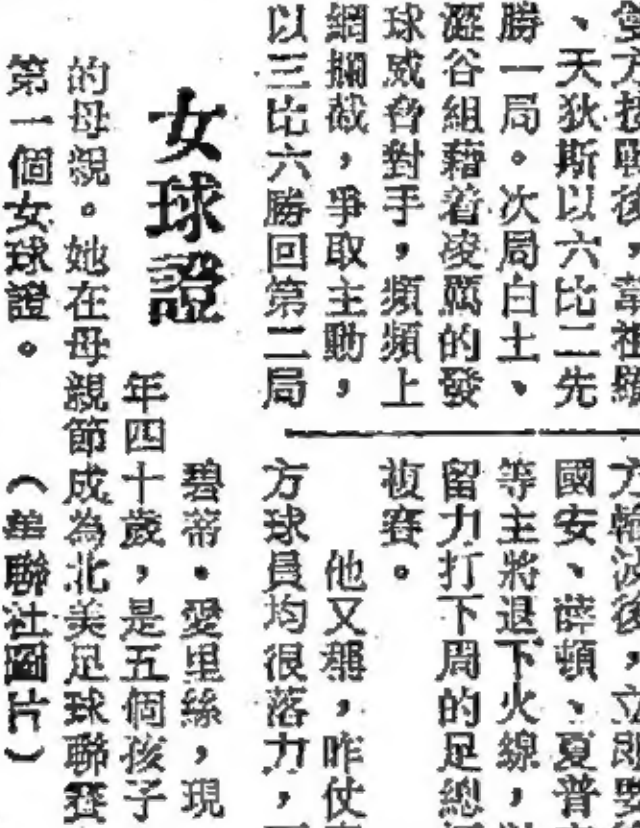 、天狄斯以六比二先
勝一局。次局白土、
澀谷組藉着凌厲的發
球威脅對手，頻頻上
網攔截，爭取主動，
以三比六勝回第二局
國安、薛頓、夏普
等主將退下火線，
留力打下周的足總
複賽。
他又稱，昨仗
方球員均很落力，
女球證
碧蒂・愛里絲，現
年四十歲，是五個孩子
的母親。她在母親節成為北美足球聯賽
第一個女球證。
（美聯社圖片）